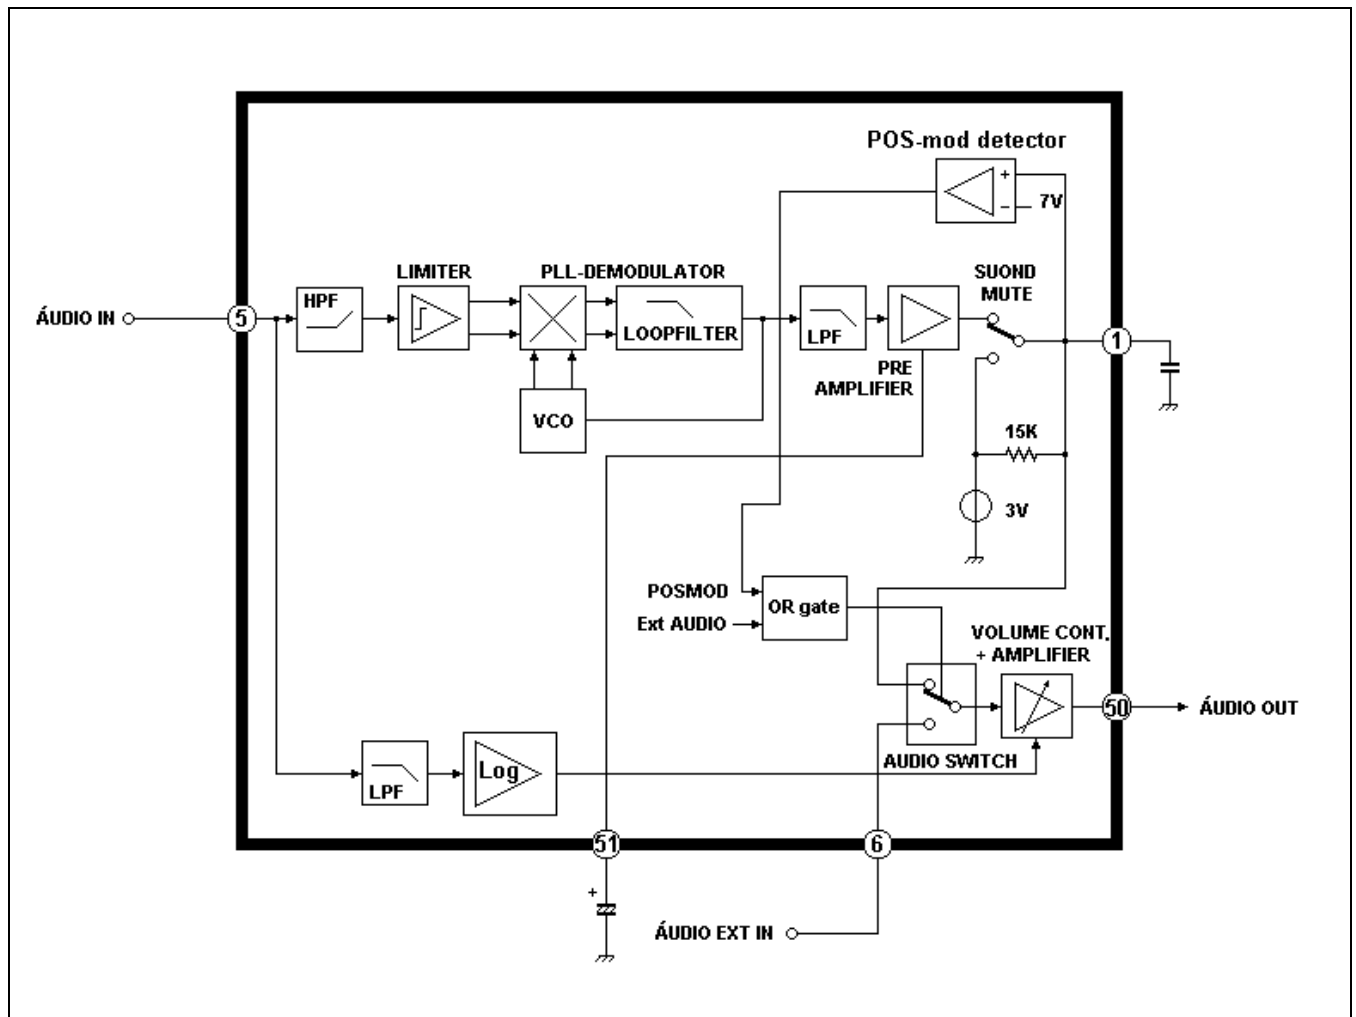 POS-mod detector
+
7V
−
LIMITER
PLL-DEMODULATOR
SUOND
MUTE
HPF
ÁUDIO IN
5
LOOPFILTER
LPF
1
PRE
AMPLIFIER
VCO
15K
3V
POSMOD
Ext AUDIO
OR gate
VOLUME CONT.
+ AMPLIFIER
50
ÁUDIO OUT
AUDIO SWITCH
LPF
Log
51
6
+
ÁUDIO EXT IN